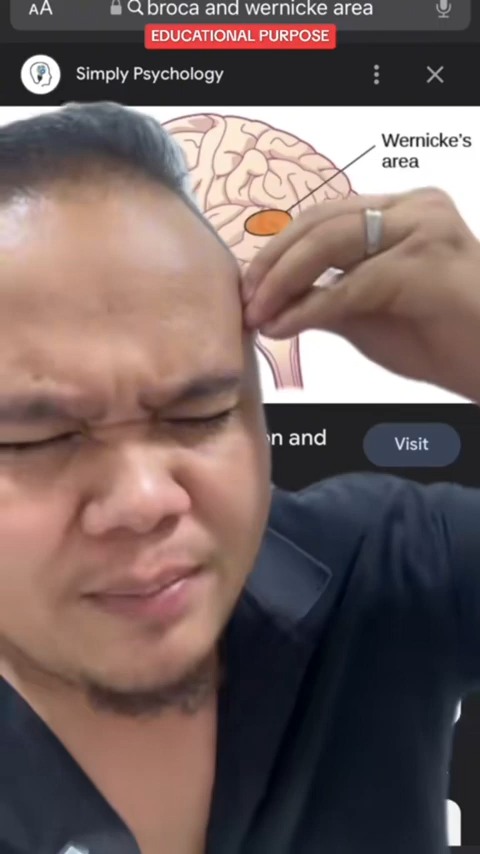 AA broca and wernicke area
EDUCATIONAL PURPOSE
Simply Psychology
Wernicke's
area
n and
Visit